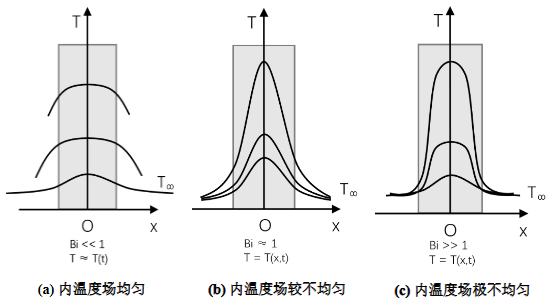 T
T∞
O
x
Bi << 1
T ≈ T(t)
(a) 内温度场均匀
T
T∞
O
x
Bi ≈ 1
T = T(x,t)
(b) 内温度场较不均匀
T
T∞
O
x
Bi >> 1
T = T(x,t)
(c) 内温度场极不均匀